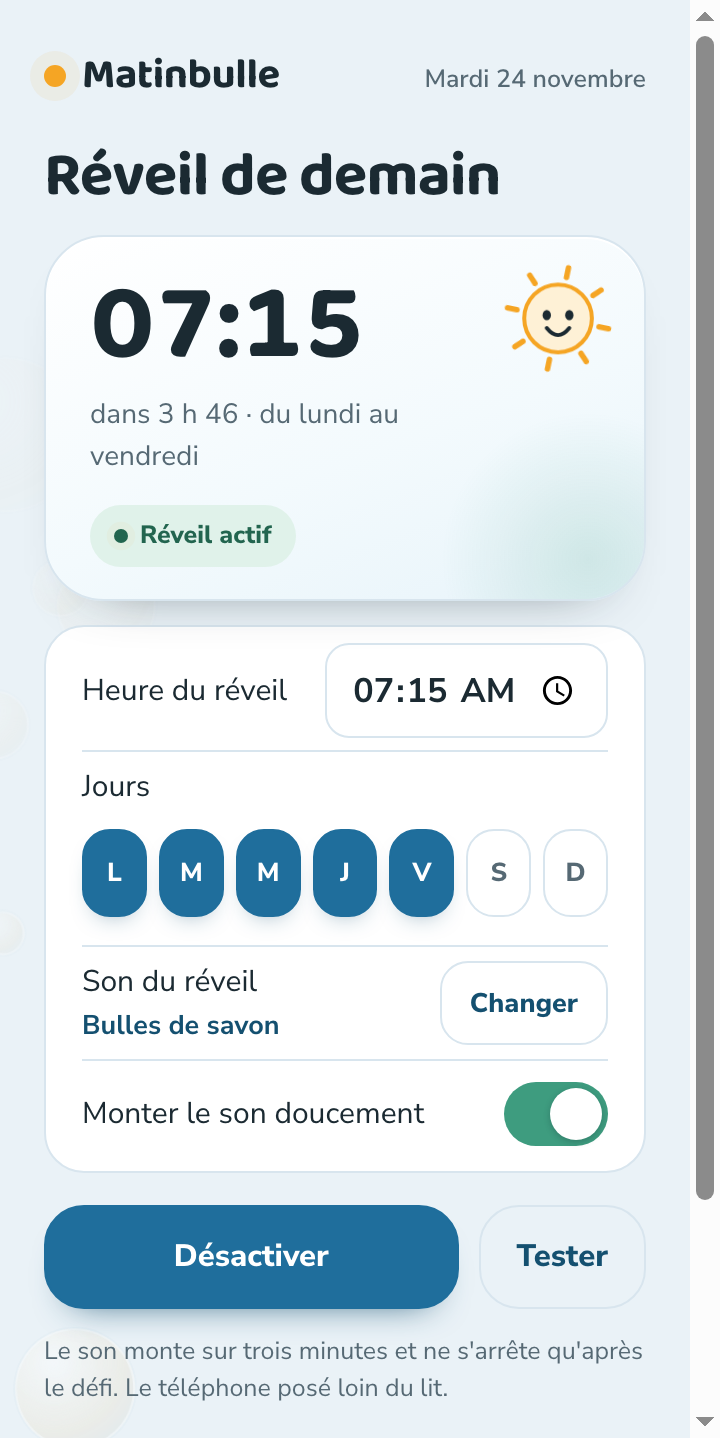 Matinbulle
Mardi 24 novembre
Réveil de demain
07:15
dans 3 h 46 · du lundi au
vendredi
Réveil actif
Heure du réveil
07:15 AM
Jours
L M M J V S D
Son du réveil
Bulles de savon
Changer
Monter le son doucement
Désactiver
Tester
Le son monte sur trois minutes et ne s'arrête qu'après
le défi. Le téléphone posé loin du lit.